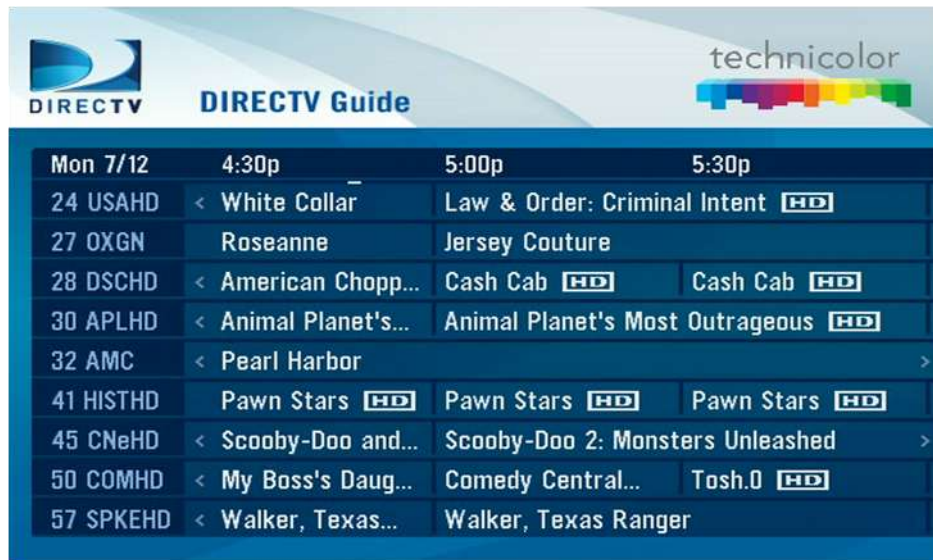 technicolor
DIRECTV
DIRECTV Guide
Mon 7/12 4:30p 5:00p 5:30p
24 USAHD < White Collar Law & Order: Criminal Intent HD
27 OXGN Roseanne Jersey Couture
28 DSCHD < American Chopp... Cash Cab HD Cash Cab HD
30 APLHD < Animal Planet's... Animal Planet's Most Outrageous HD
32 AMC < Pearl Harbor >
41 HISTHD Pawn Stars HD Pawn Stars HD Pawn Stars HD
45 CNeHD < Scooby-Doo and... Scooby-Doo 2: Monsters Unleashed >
50 COMHD < My Boss's Daug... Comedy Central... Tosh.0 HD
57 SPKEHD < Walker, Texas... Walker, Texas Ranger